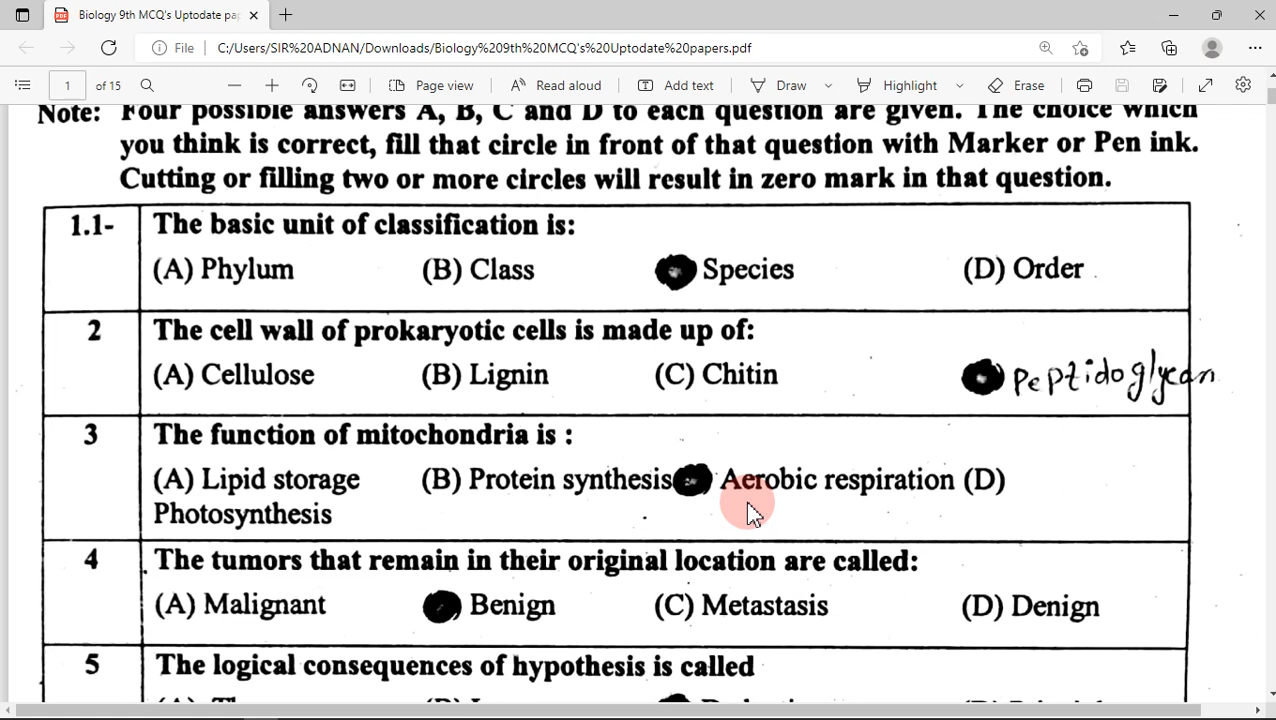 Biology 9th MCQ's Uptodate pap
File C:/Users/SIR%20ADNAN/Downloads/Biology%209th%20MCQ's%20Uptodate%20papers.pdf
1 of 15 Page view Read aloud Add text Draw Highlight Erase
Note: Four possible answers A, B, C and D to each question are given. The choice which
you think is correct, fill that circle in front of that question with Marker or Pen ink.
Cutting or filling two or more circles will result in zero mark in that question.
1.1- The basic unit of classification is:
(A) Phylum (B) Class Species (D) Order
2 The cell wall of prokaryotic cells is made up of:
(A) Cellulose (B) Lignin (C) Chitin Peptidoglycan
3 The function of mitochondria is :
(A) Lipid storage (B) Protein synthesis Aerobic respiration (D)
Photosynthesis
4 The tumors that remain in their original location are called:
(A) Malignant Benign (C) Metastasis (D) Denign
5 The logical consequences of hypothesis is called